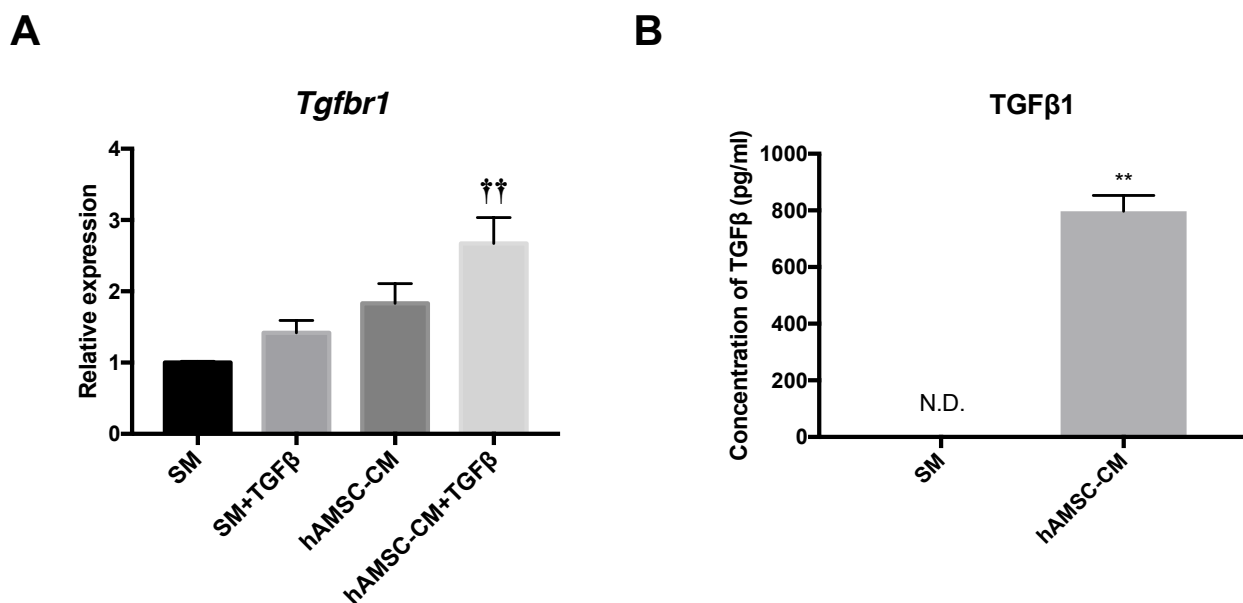 A
Tgfbr1
Relative expression
4
3
2
1
0
††
SM
SM+TGFβ
hAMSC-CM
hAMSC-CM+TGFβ
B
TGFβ1
Concentration of TGFβ (pg/ml)
1000
800
600
400
200
0
N.D.
**
SM
hAMSC-CM